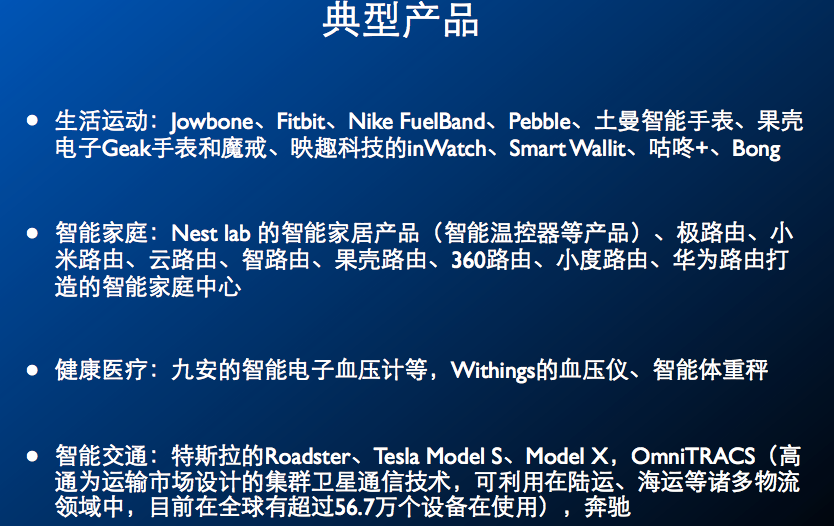 典型产品
生活运动：Jowbone、Fitbit、Nike FuelBand、Pebble、土曼智能手表、果壳
电子Geak手表和魔戒、映趣科技的inWatch、Smart Wallit、咕咚+、Bong
智能家庭：Nest lab 的智能家居产品（智能温控器等产品）、极路由、小
米路由、云路由、智路由、果壳路由、360路由、小度路由、华为路由打
造的智能家庭中心
健康医疗：九安的智能电子血压计等，Withings的血压仪、智能体重秤
智能交通：特斯拉的Roadster、Tesla Model S、Model X，OmniTRACS（高
通为运输市场设计的集群卫星通信技术，可利用在陆运、海运等诸多物流
领域中，目前在全球有超过56.7万个设备在使用），奔驰